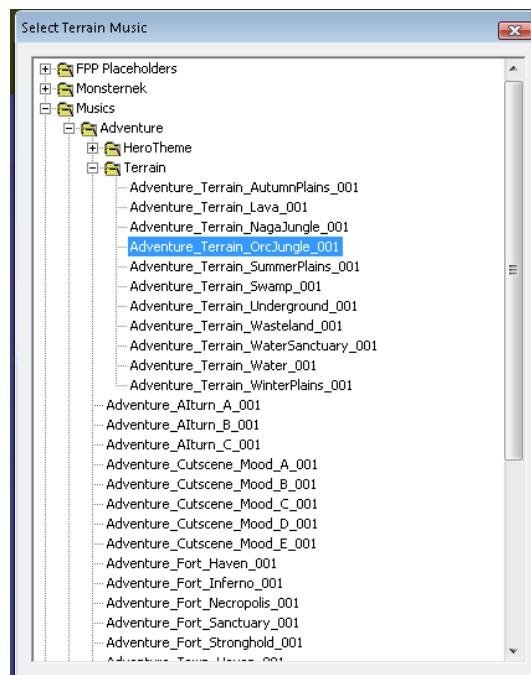 Select Terrain Music
FPP Placeholders
Monsternek
Musics
Adventure
HeroTheme
Terrain
Adventure_Terrain_AutumnPlains_001
Adventure_Terrain_Lava_001
Adventure_Terrain_NagaJungle_001
Adventure_Terrain_OrcJungle_001
Adventure_Terrain_SummerPlains_001
Adventure_Terrain_Swamp_001
Adventure_Terrain_Underground_001
Adventure_Terrain_Wasteland_001
Adventure_Terrain_WaterSanctuary_001
Adventure_Terrain_Water_001
Adventure_Terrain_WinterPlains_001
Adventure_AIturn_A_001
Adventure_AIturn_B_001
Adventure_AIturn_C_001
Adventure_Cutscene_Mood_A_001
Adventure_Cutscene_Mood_B_001
Adventure_Cutscene_Mood_C_001
Adventure_Cutscene_Mood_D_001
Adventure_Cutscene_Mood_E_001
Adventure_Fort_Haven_001
Adventure_Fort_Inferno_001
Adventure_Fort_Necropolis_001
Adventure_Fort_Sanctuary_001
Adventure_Fort_Stronghold_001
Adventure_Town_Haven_001